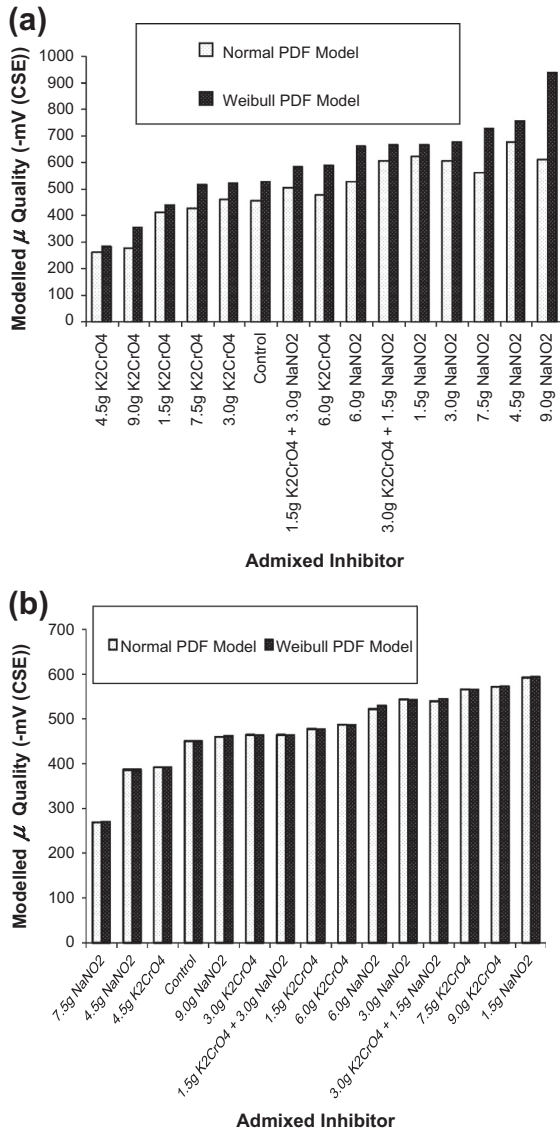 (a)
Normal PDF Model
Weibull PDF Model
Modelled μ Quality (-mV (CSE))
1000
900
800
700
600
500
400
300
200
100
0
4.5g K2CrO4
9.0g K2CrO4
1.5g K2CrO4
7.5g K2CrO4
3.0g K2CrO4
Control
1.5g K2CrO4 + 3.0g NaNO2
6.0g K2CrO4
6.0g NaNO2
3.0g K2CrO4 + 1.5g NaNO2
1.5g NaNO2
3.0g NaNO2
7.5g NaNO2
4.5g NaNO2
9.0g NaNO2
Admixed Inhibitor
(b)
Normal PDF Model
Weibull PDF Model
Modelled μ Quality (-mV (CSE))
700
600
500
400
300
200
100
0
7.5g NaNO2
4.5g NaNO2
4.5g K2CrO4
Control
9.0g NaNO2
3.0g K2CrO4
1.5g K2CrO4 + 3.0g NaNO2
1.5g K2CrO4
6.0g K2CrO4
6.0g NaNO2
3.0g NaNO2
3.0g K2CrO4 + 1.5g NaNO2
7.5g K2CrO4
9.0g K2CrO4
1.5g NaNO2
Admixed Inhibitor